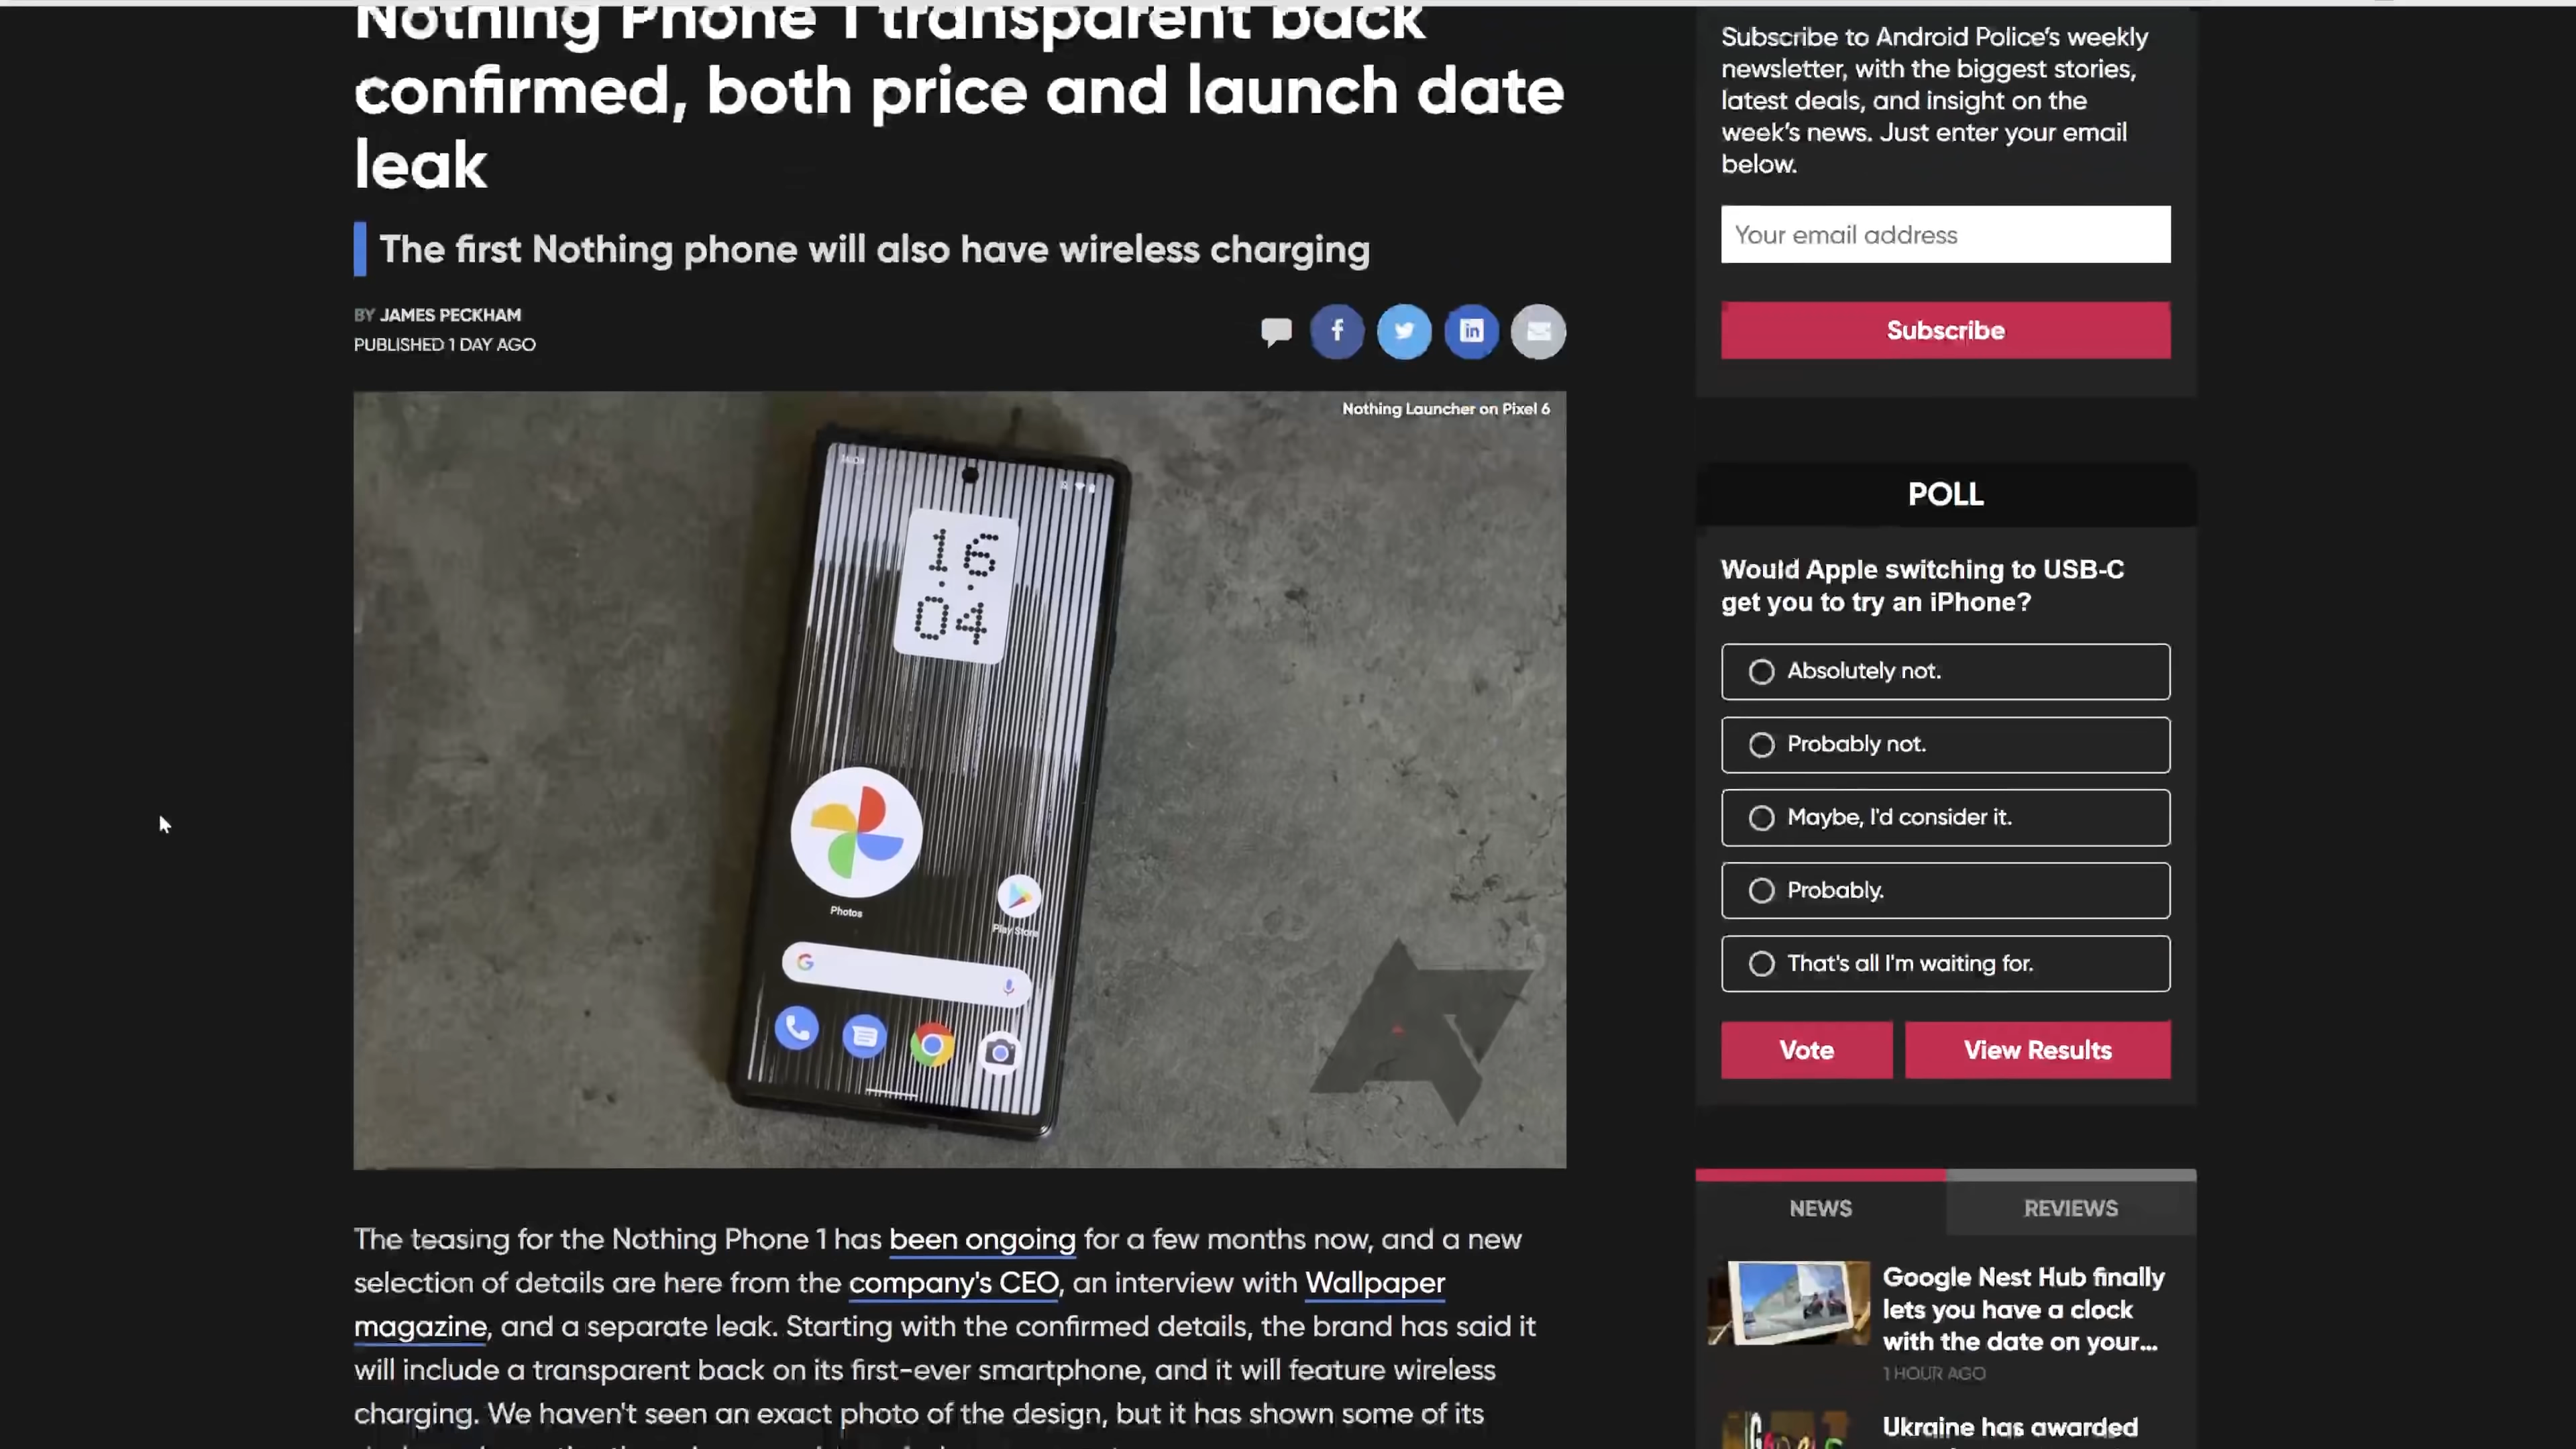 Nothing Phone 1 transparent back
confirmed, both price and launch date
leak
The first Nothing phone will also have wireless charging
BY JAMES PECKHAM
PUBLISHED 1 DAY AGO
Nothing Launcher on Pixel 6
16
04
Photos
Play Store
The teasing for the Nothing Phone 1 has been ongoing for a few months now, and a new
selection of details are here from the company's CEO, an interview with Wallpaper
magazine, and a separate leak. Starting with the confirmed details, the brand has said it
will include a transparent back on its first-ever smartphone, and it will feature wireless
charging. We haven't seen an exact photo of the design, but it has shown some of its
Subscribe to Android Police's weekly
newsletter, with the biggest stories,
latest deals, and insight on the
week's news. Just enter your email
below.
Your email address
Subscribe
POLL
Would Apple switching to USB-C
get you to try an iPhone?
Absolutely not.
Probably not.
Maybe, I'd consider it.
Probably.
That's all I'm waiting for.
Vote View Results
NEWS REVIEWS
Google Nest Hub finally
lets you have a clock
with the date on your...
1 HOUR AGO
Ukraine has awarded